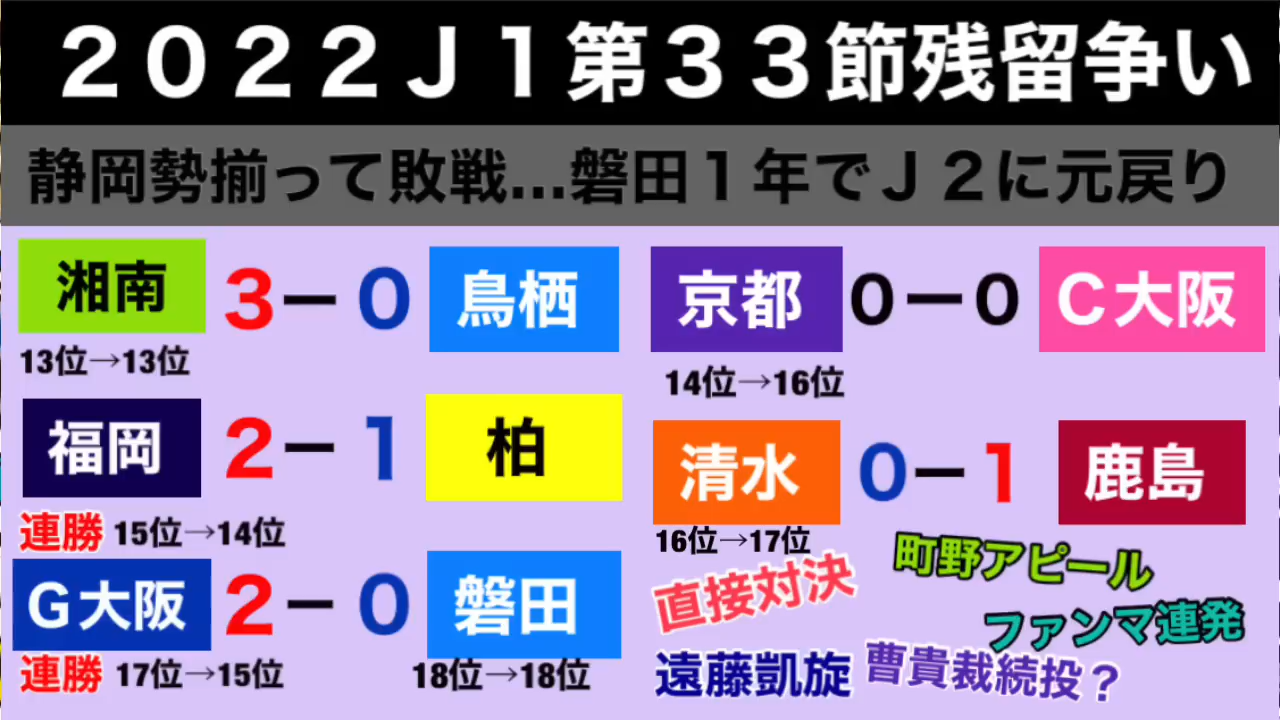 ２０２２Ｊ１第３３節残留争い
静岡勢揃って敗戦…磐田１年でＪ２に元戻り
湘南 3ー0 鳥栖
13位→13位
福岡 2ー1 柏
連勝 15位→14位
Ｇ大阪 2ー0 磐田
連勝 17位→15位 18位→18位
京都 0ー0 Ｃ大阪
14位→16位
清水 0ー1 鹿島
16位→17位
町野アピール
直接対決
ファンマ連発
遠藤凱旋
曹貴裁続投？